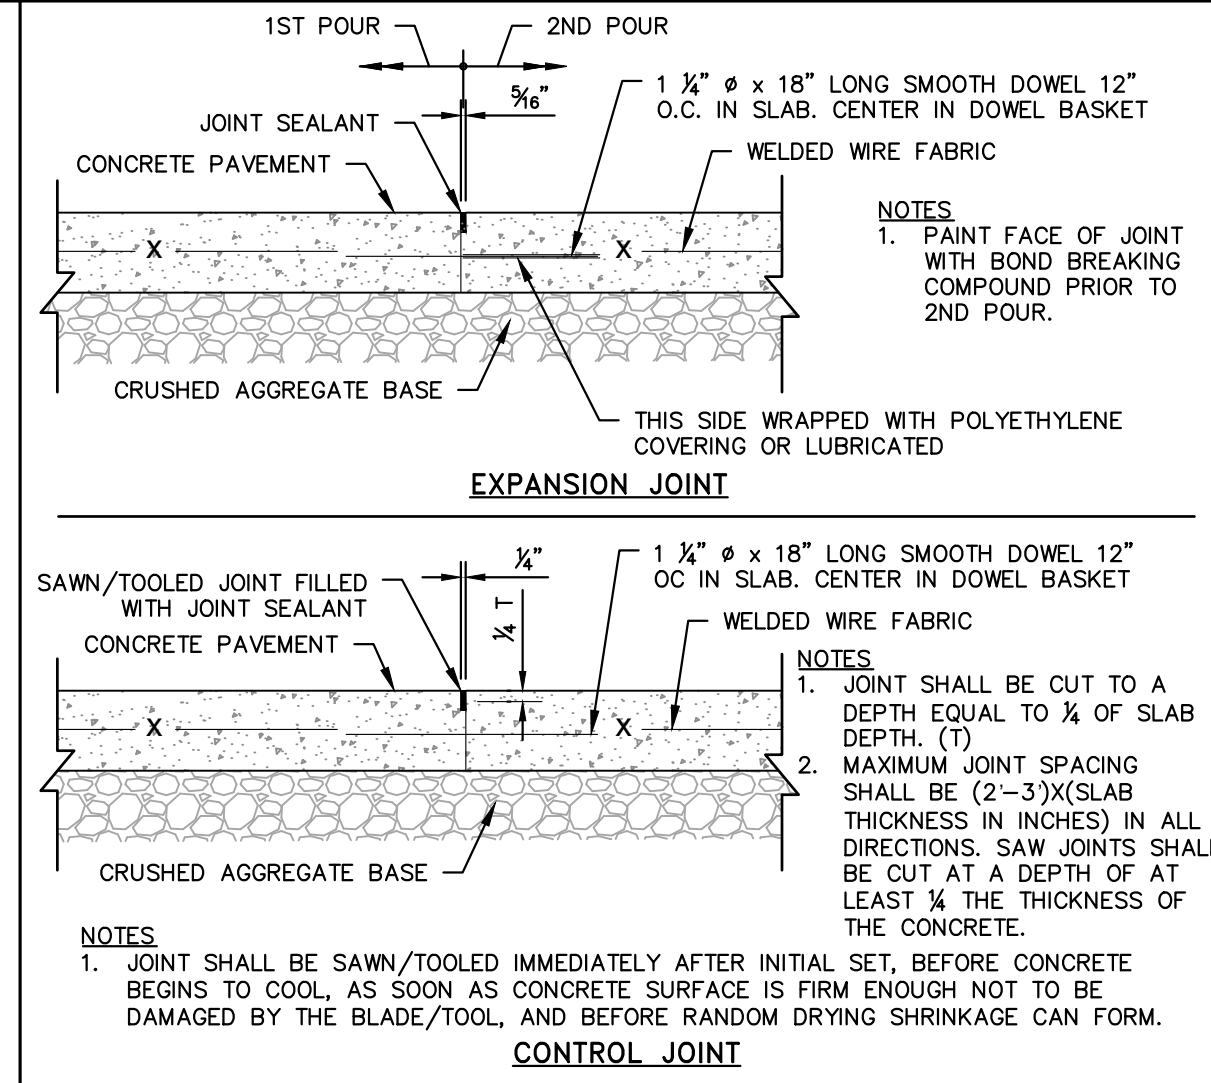 1ST POUR
2ND POUR
5/16"
1 1/4" ø x 18" LONG SMOOTH DOWEL 12"
O.C. IN SLAB. CENTER IN DOWEL BASKET
JOINT SEALANT
CONCRETE PAVEMENT
WELDED WIRE FABRIC
NOTES
1. PAINT FACE OF JOINT
WITH BOND BREAKING
COMPOUND PRIOR TO
2ND POUR.
X
X
CRUSHED AGGREGATE BASE
THIS SIDE WRAPPED WITH POLYETHYLENE
COVERING OR LUBRICATED
EXPANSION JOINT
1/4"
1 1/4" ø x 18" LONG SMOOTH DOWEL 12"
OC IN SLAB. CENTER IN DOWEL BASKET
SAWN/TOOLED JOINT FILLED
WITH JOINT SEALANT
1/4 T
CONCRETE PAVEMENT
WELDED WIRE FABRIC
NOTES
1. JOINT SHALL BE CUT TO A
DEPTH EQUAL TO 1/4 OF SLAB
DEPTH. (T)
2. MAXIMUM JOINT SPACING
SHALL BE (2'-3')X(SLAB
THICKNESS IN INCHES) IN ALL
DIRECTIONS. SAW JOINTS SHALL
BE CUT AT A DEPTH OF AT
LEAST 1/4 THE THICKNESS OF
THE CONCRETE.
X
X
CRUSHED AGGREGATE BASE
NOTES
1. JOINT SHALL BE SAWN/TOOLED IMMEDIATELY AFTER INITIAL SET, BEFORE CONCRETE
BEGINS TO COOL, AS SOON AS CONCRETE SURFACE IS FIRM ENOUGH NOT TO BE
DAMAGED BY THE BLADE/TOOL, AND BEFORE RANDOM DRYING SHRINKAGE CAN FORM.
CONTROL JOINT